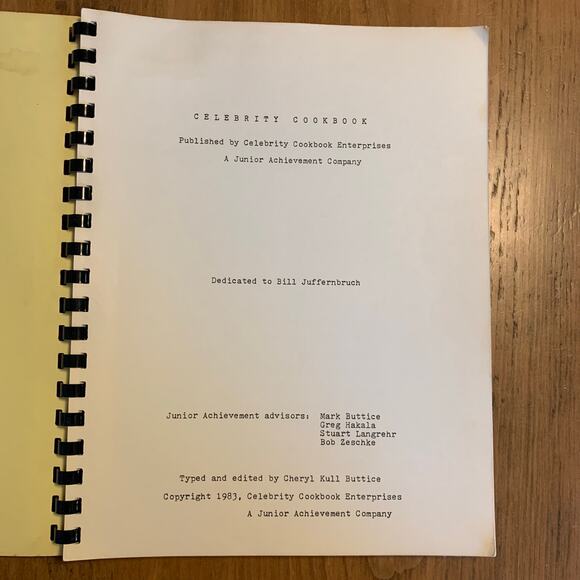 CELEBRITY COOKBOOK
Published by Celebrity Cookbook Enterprises
A Junior Achievement Company
Dedicated to Bill Juffernbruch
Junior Achievement advisors: Mark Buttice
Greg Hakala
Stuart Langrehr
Bob Zeschke
Typed and edited by Cheryl Kull Buttice
Copyright 1983, Celebrity Cookbook Enterprises
A Junior Achievement Company